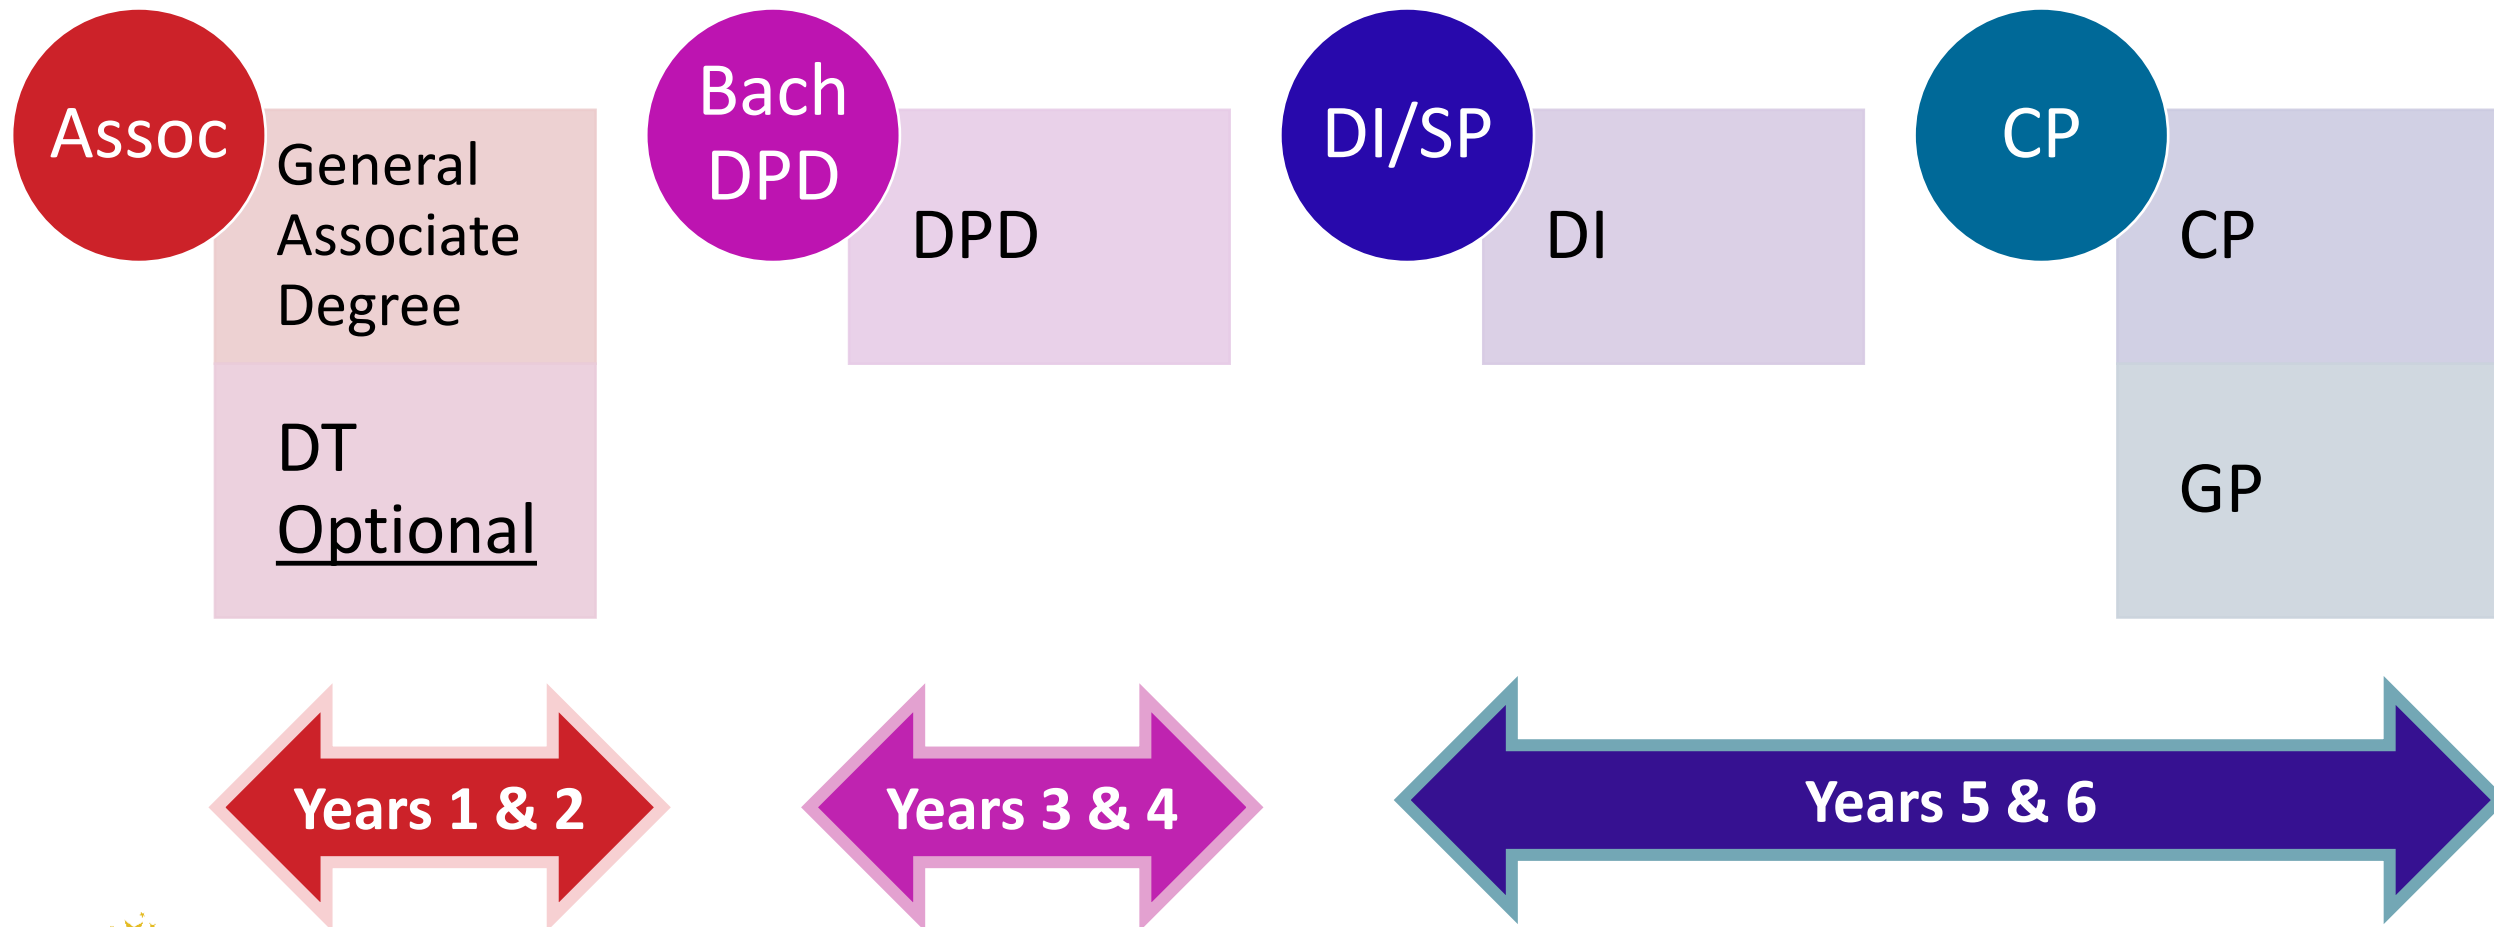 Assoc
General
Associate
Degree
DT
Optional
Bach
DPD
DPD
DI/SP
DI
CP
CP
GP
Years 1 & 2
Years 3 & 4
Years 5 & 6